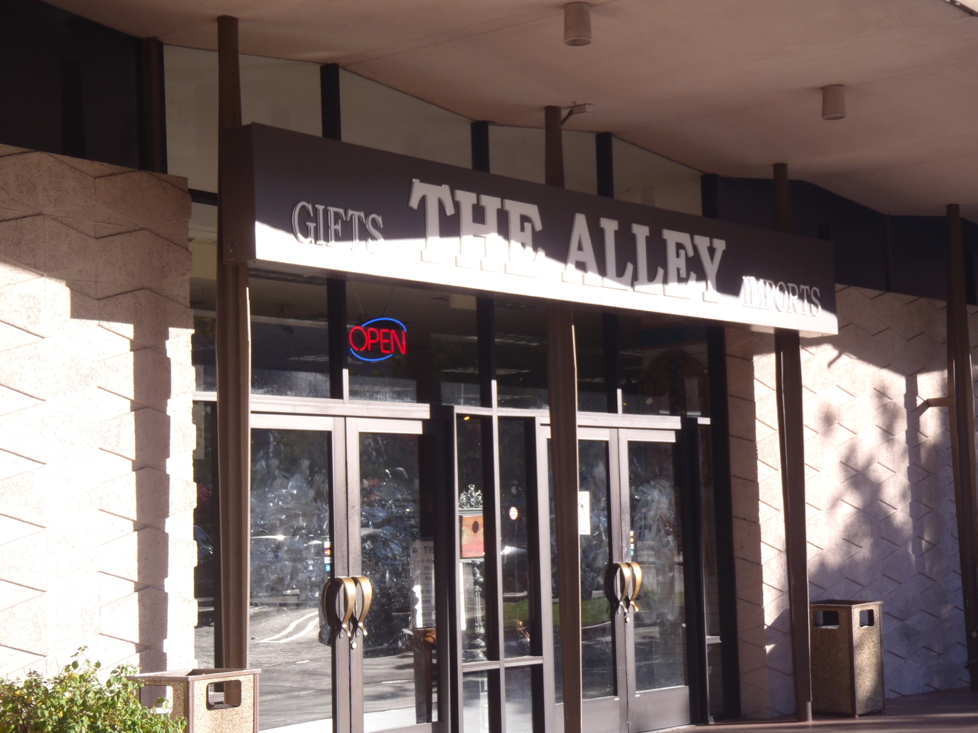 GIFTS THE ALLEY IMPORTS
OPEN